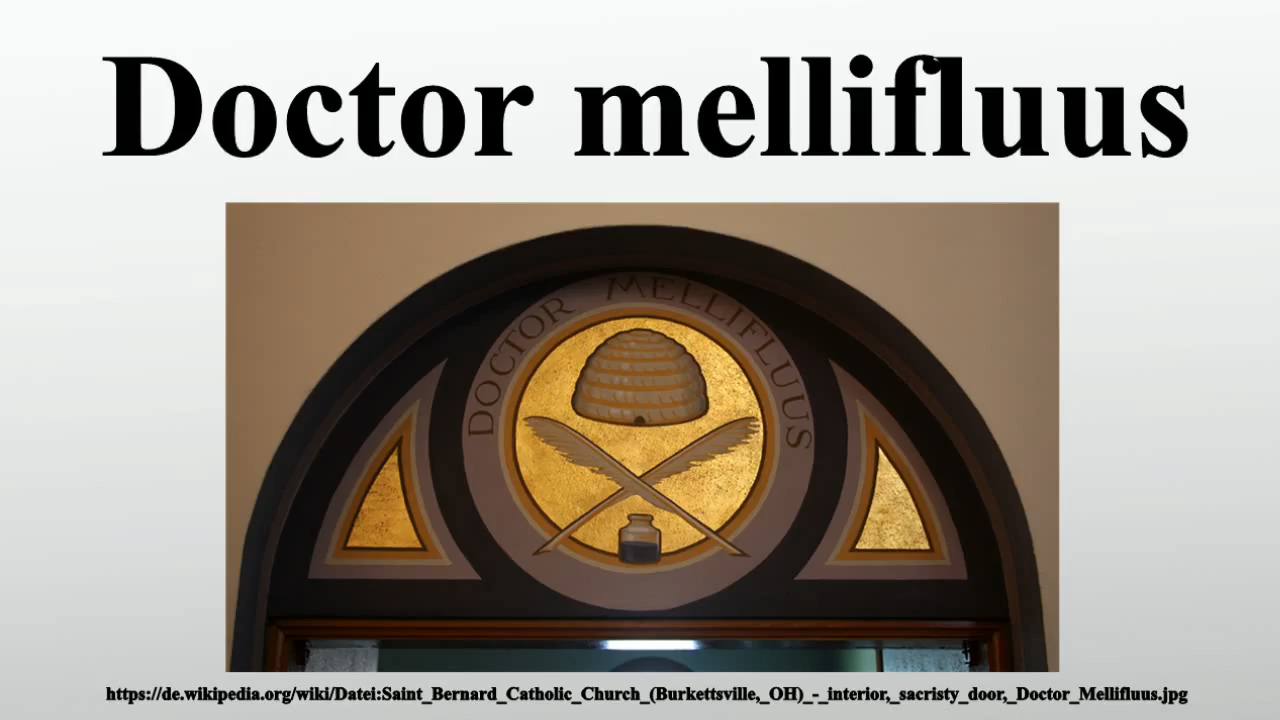 Doctor mellifluus
DOCTOR MELLIFLUUS
https://de.wikipedia.org/wiki/Datei:Saint_Bernard_Catholic_Church_(Burkettsville,_OH)_-_interior,_sacristy_door,_Doctor_Mellifluus.jpg